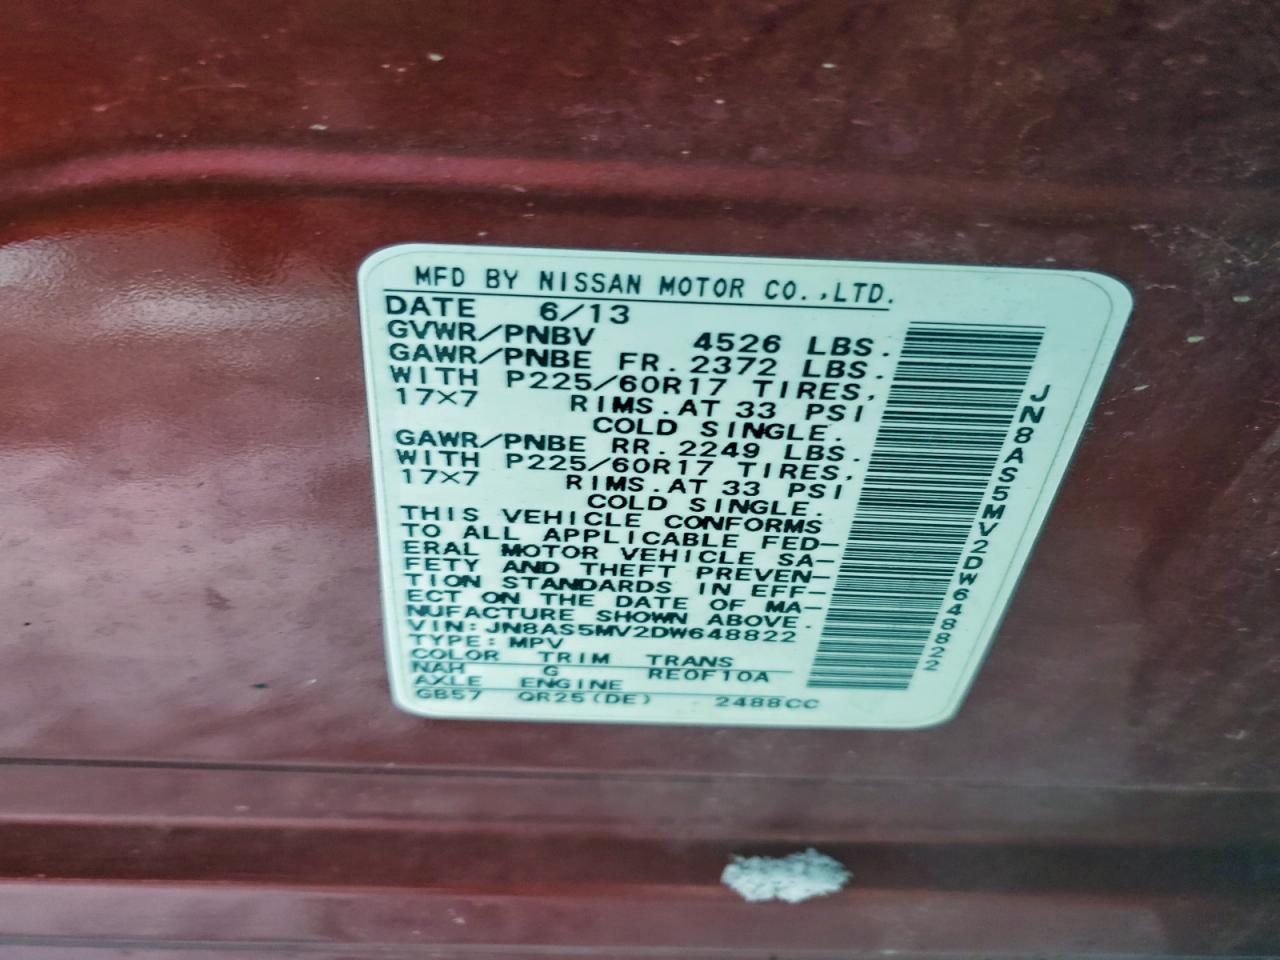 MFD BY NISSAN MOTOR CO.,LTD.
DATE 6/13
GVWR/PNBV 4526 LBS.
GAWR/PNBE FR. 2372 LBS.
WITH P225/60R17 TIRES,
17×7 RIMS.AT 33 PSI
COLD SINGLE.
GAWR/PNBE RR. 2249 LBS.
WITH P225/60R17 TIRES,
17×7 RIMS.AT 33 PSI
COLD SINGLE.
THIS VEHICLE CONFORMS
TO ALL APPLICABLE FED-
ERAL MOTOR VEHICLE SA-
FETY AND THEFT PREVEN-
TION STANDARDS IN EFF-
ECT ON THE DATE OF MA-
NUFACTURE SHOWN ABOVE.
VIN: JN8AS5MV2DW648822
TYPE: MPV
COLOR TRIM TRANS
NAH G RE0F10A
AXLE ENGINE
GB57 QR25(DE) 2488CC
JN8AS5MV2DW648822